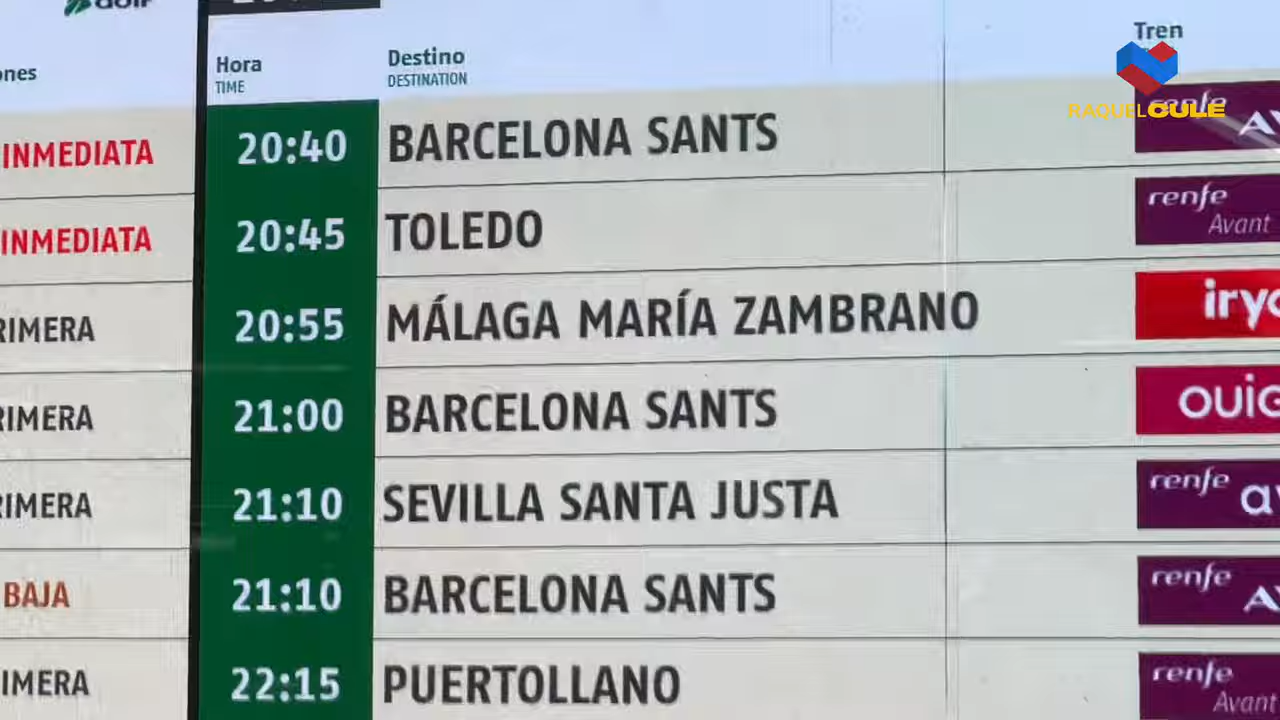 Hora
TIME
Destino
DESTINATION
Tren
RAQUELCULE
INMEDIATA 20:40 BARCELONA SANTS renfe
INMEDIATA 20:45 TOLEDO renfe Avant
20:55 MÁLAGA MARÍA ZAMBRANO
21:00 BARCELONA SANTS
21:10 SEVILLA SANTA JUSTA renfe
BAJA 21:10 BARCELONA SANTS renfe
22:15 PUERTOLLANO renfe Avant